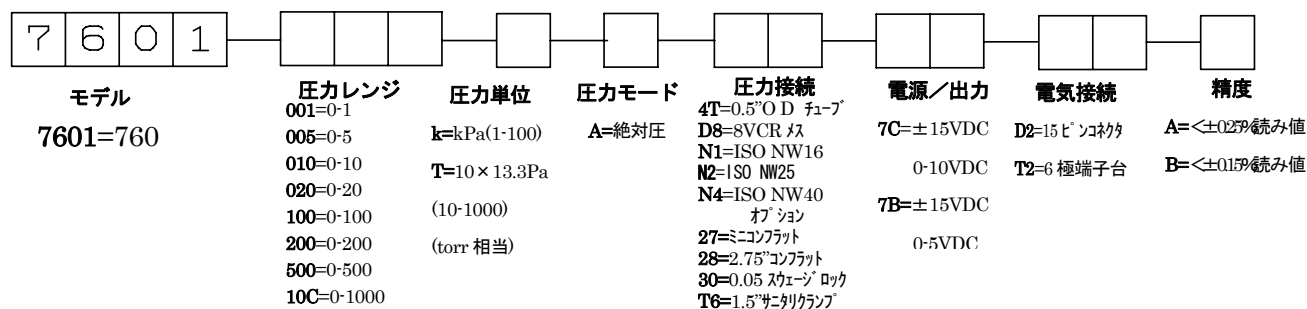 7601
モデル
7601=760
圧力レンジ
001=0-1
005=0-5
010=0-10
020=0-20
100=0-100
200=0-200
500=0-500
10C=0-1000
圧力単位
k=kPa(1-100)
T=10×13.3Pa
(10-1000)
(torr 相当)
圧力モード
A=絶対圧
圧力接続
4T=0.5”O D チューブ
D8=8VCR メス
N1=ISO NW16
N2=ISO NW25
N4=ISO NW40
オプション
27=ミニコンフラット
28=2.75”コンフラット
30=0.05 スウェージロック
T6=1.5”サニタリクランプ
電源／出力
7C=±15VDC
0-10VDC
7B=±15VDC
0-5VDC
電気接続
D2=15ピンコネクタ
T2=6 極端子台
精度
A=<±0.25%読み値
B=<±0.15%読み値